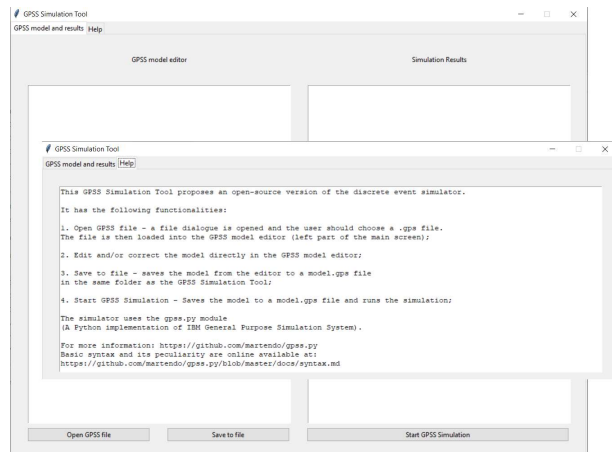 GPSS Simulation Tool
GPSS model and results Help
GPSS model editor
Simulation Results
GPSS Simulation Tool
GPSS model and results Help
This GPSS Simulation Tool proposes an open-source version of the discrete event simulator.
It has the following functionalities:
1. Open GPSS file - a file dialogue is opened and the user should choose a .gps file.
The file is then loaded into the GPSS model editor (left part of the main screen);
2. Edit and/or correct the model directly in the GPSS model editor;
3. Save to file - saves the model from the editor to a model.gps file
in the same folder as the GPSS Simulation Tool;
4. Start GPSS Simulation - Saves the model to a model.gps file and runs the simulation;
The simulator uses the gpss.py module
(A Python implementation of IBM General Purpose Simulation System).
For more information: https://github.com/martendo/gpss.py
Basic syntax and its peculiarity are online available at:
https://github.com/martendo/gpss.py/blob/master/docs/syntax.md
Open GPSS file
Save to file
Start GPSS Simulation